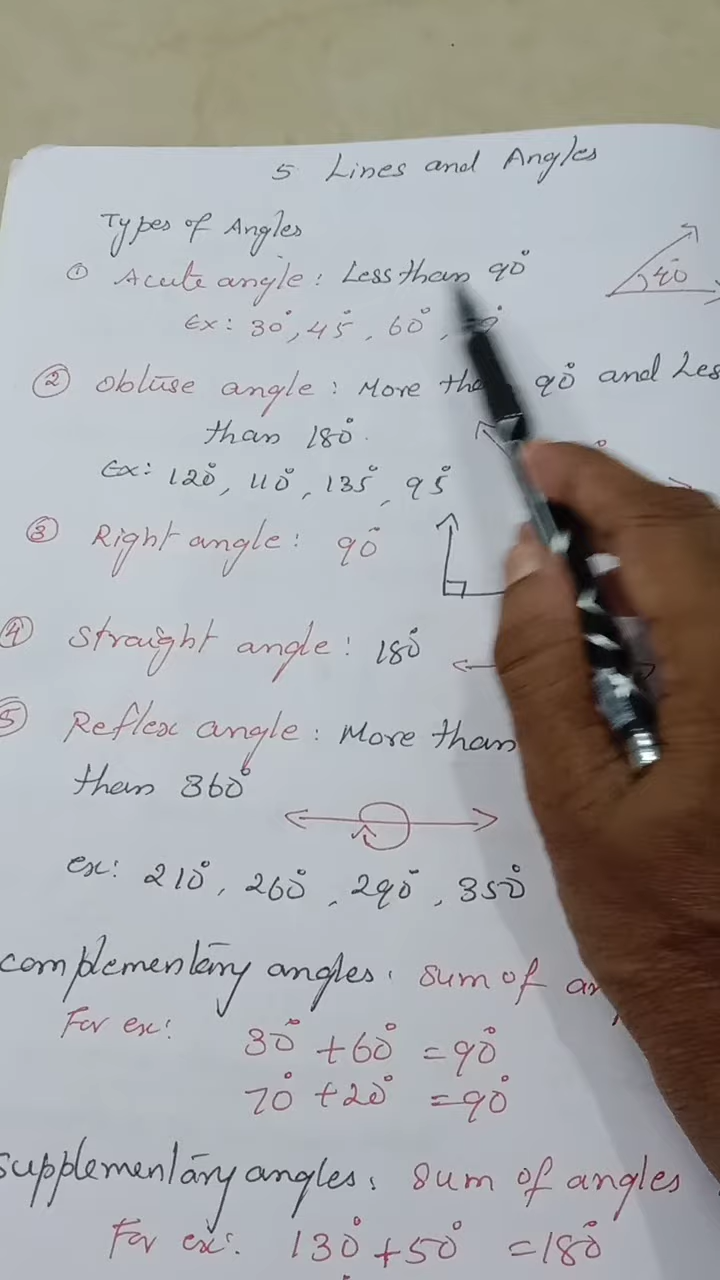 5 Lines and Angles
Types of Angles
① Acute angle: Less than 90°
40°
Ex: 30°, 45°, 60°,
② Obtuse angle: More than 90° and Les
than 180°.
Ex: 120°, 110°, 135°, 95°
③ Right angle: 90°
④ Straight angle: 180°
⑤ Reflex angle: More than
than 360°
ex: 210°, 260°, 290°, 350°
complementary angles: sum of an
For ex: 30° + 60° = 90°
70° + 20° = 90°
supplementary angles: sum of angles
For ex: 130° + 50° = 180°